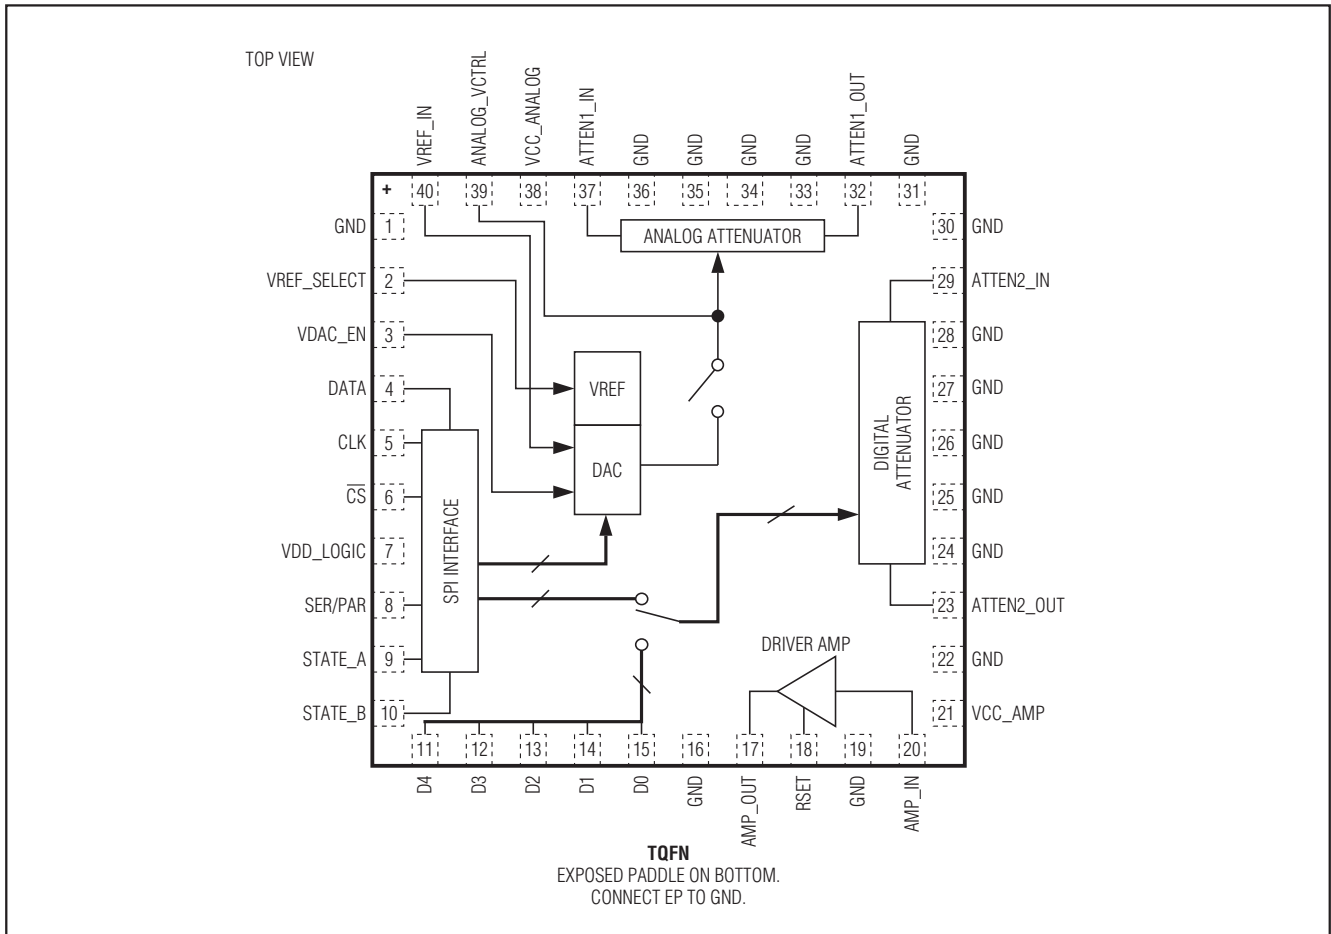 TOP VIEW
VREF_IN
ANALOG_VCTRL
VCC_ANALOG
ATTEN1_IN
GND
GND
GND
GND
ATTEN1_OUT
GND
+
40
39
38
37
36
35
34
33
32
31
GND
1
VREF_SELECT
2
VDAC_EN
3
DATA
4
CLK
5
CS
6
VDD_LOGIC
7
SER/PAR
8
STATE_A
9
STATE_B
10
ANALOG ATTENUATOR
VREF
DAC
SPI INTERFACE
DIGITAL
ATTENUATOR
DRIVER AMP
30
GND
29
ATTEN2_IN
28
GND
27
GND
26
GND
25
GND
24
GND
23
ATTEN2_OUT
22
GND
21
VCC_AMP
11
12
13
14
15
16
17
18
19
20
D4
D3
D2
D1
D0
GND
AMP_OUT
RSET
GND
AMP_IN
TQFN
EXPOSED PADDLE ON BOTTOM.
CONNECT EP TO GND.